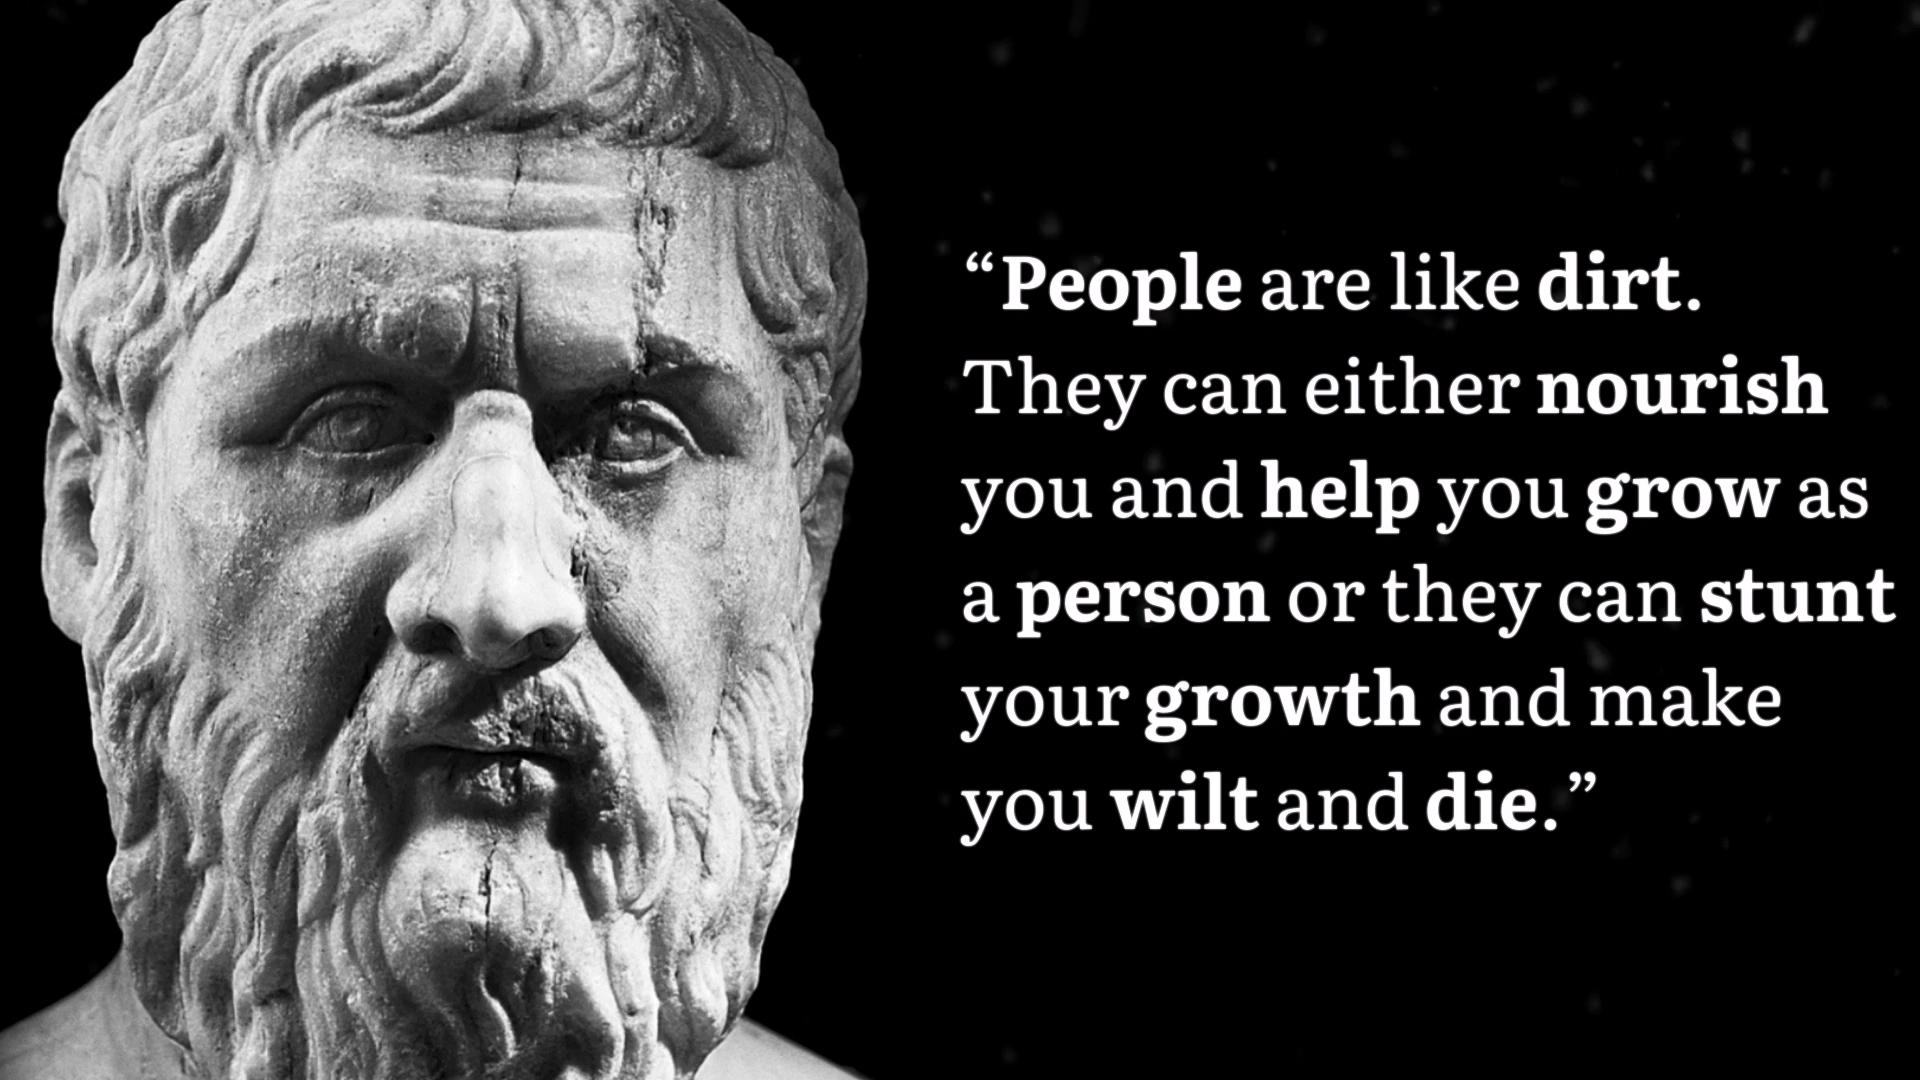 “People are like dirt.
They can either nourish
you and help you grow as
a person or they can stunt
your growth and make
you wilt and die.”